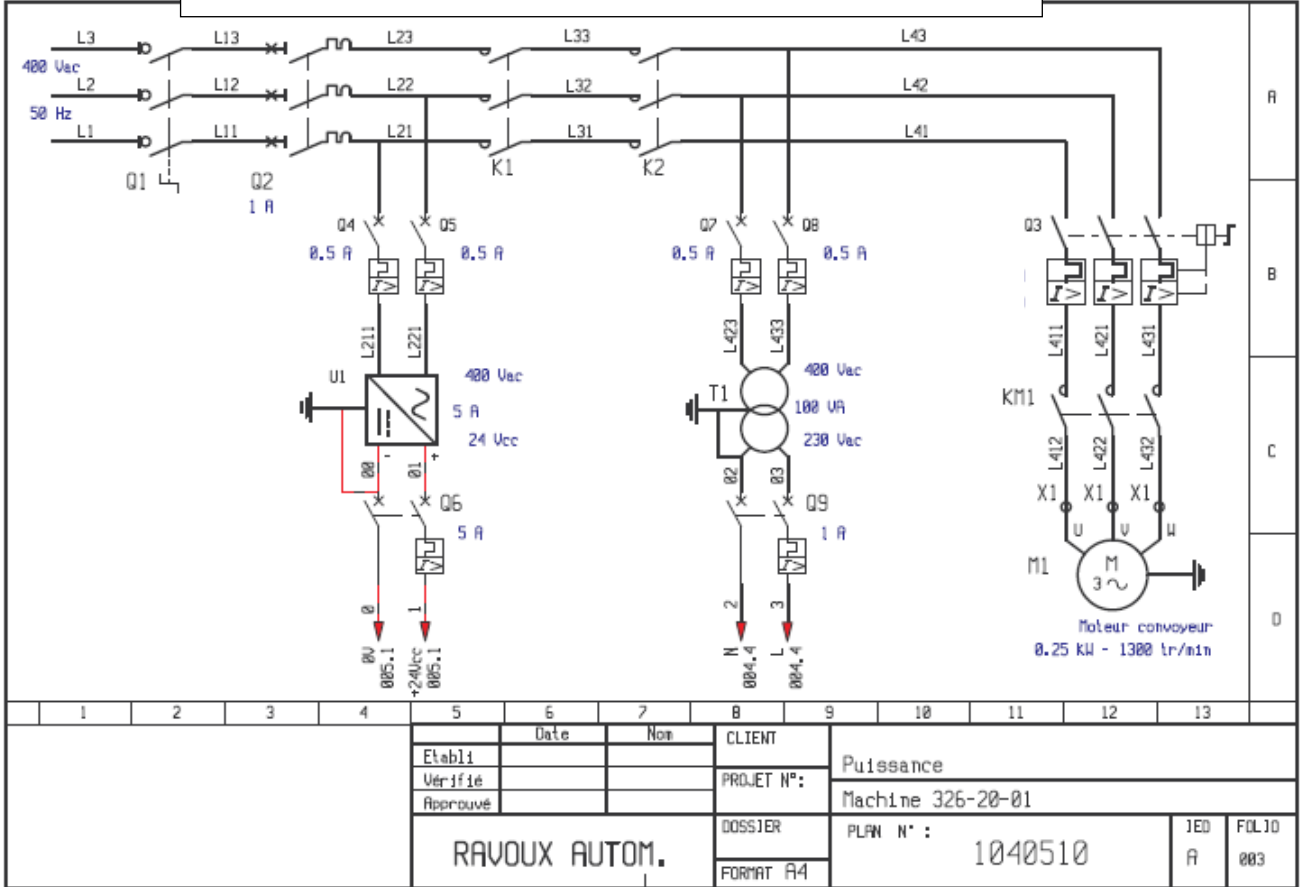 L3 L13 L23 L33 L43
400 Vac
L2 L12 L22 L32 L42
50 Hz
L1 L11 L21 L31 L41
A
Q1 Q2 K1 K2
1 A
Q4 Q5 Q7 Q8 Q3
0.5 A 0.5 A 0.5 A 0.5 A
B
I> I> I> I> I> I> I>
L211 L221 L423 L433 L411 L421 L431
U1 400 Vac T1 400 Vac
5 A 100 VA KM1
24 Vcc 230 Vac
C
- +
00 01 02 03 L412 L422 L432
Q6 Q9 X1 X1 X1
5 A 1 A
I> I>
U V W
M1 M
3 ~
D
0 1 2 3
0V +24Vcc N L
005.1 005.1 004.4 004.4
Moteur convoyeur
0.25 KW - 1300 tr/min
1 2 3 4 5 6 7 8 9 10 11 12 13
Date Nom
Etabli
Vérifié
Approuvé
CLIENT
PROJET N°:
Puissance
Machine 326-20-01
RAVOUX AUTOM.
DOSSIER
FORMAT A4
PLAN N° :
1040510
IED
A
FOLIO
003